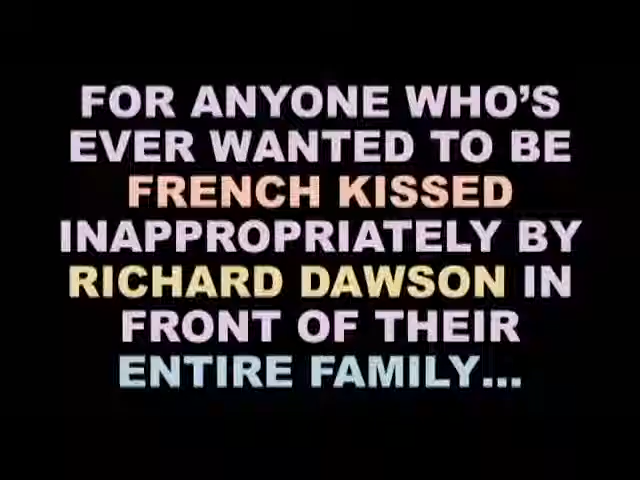 FOR ANYONE WHO’S
EVER WANTED TO BE
FRENCH KISSED
INAPPROPRIATELY BY
RICHARD DAWSON IN
FRONT OF THEIR
ENTIRE FAMILY...